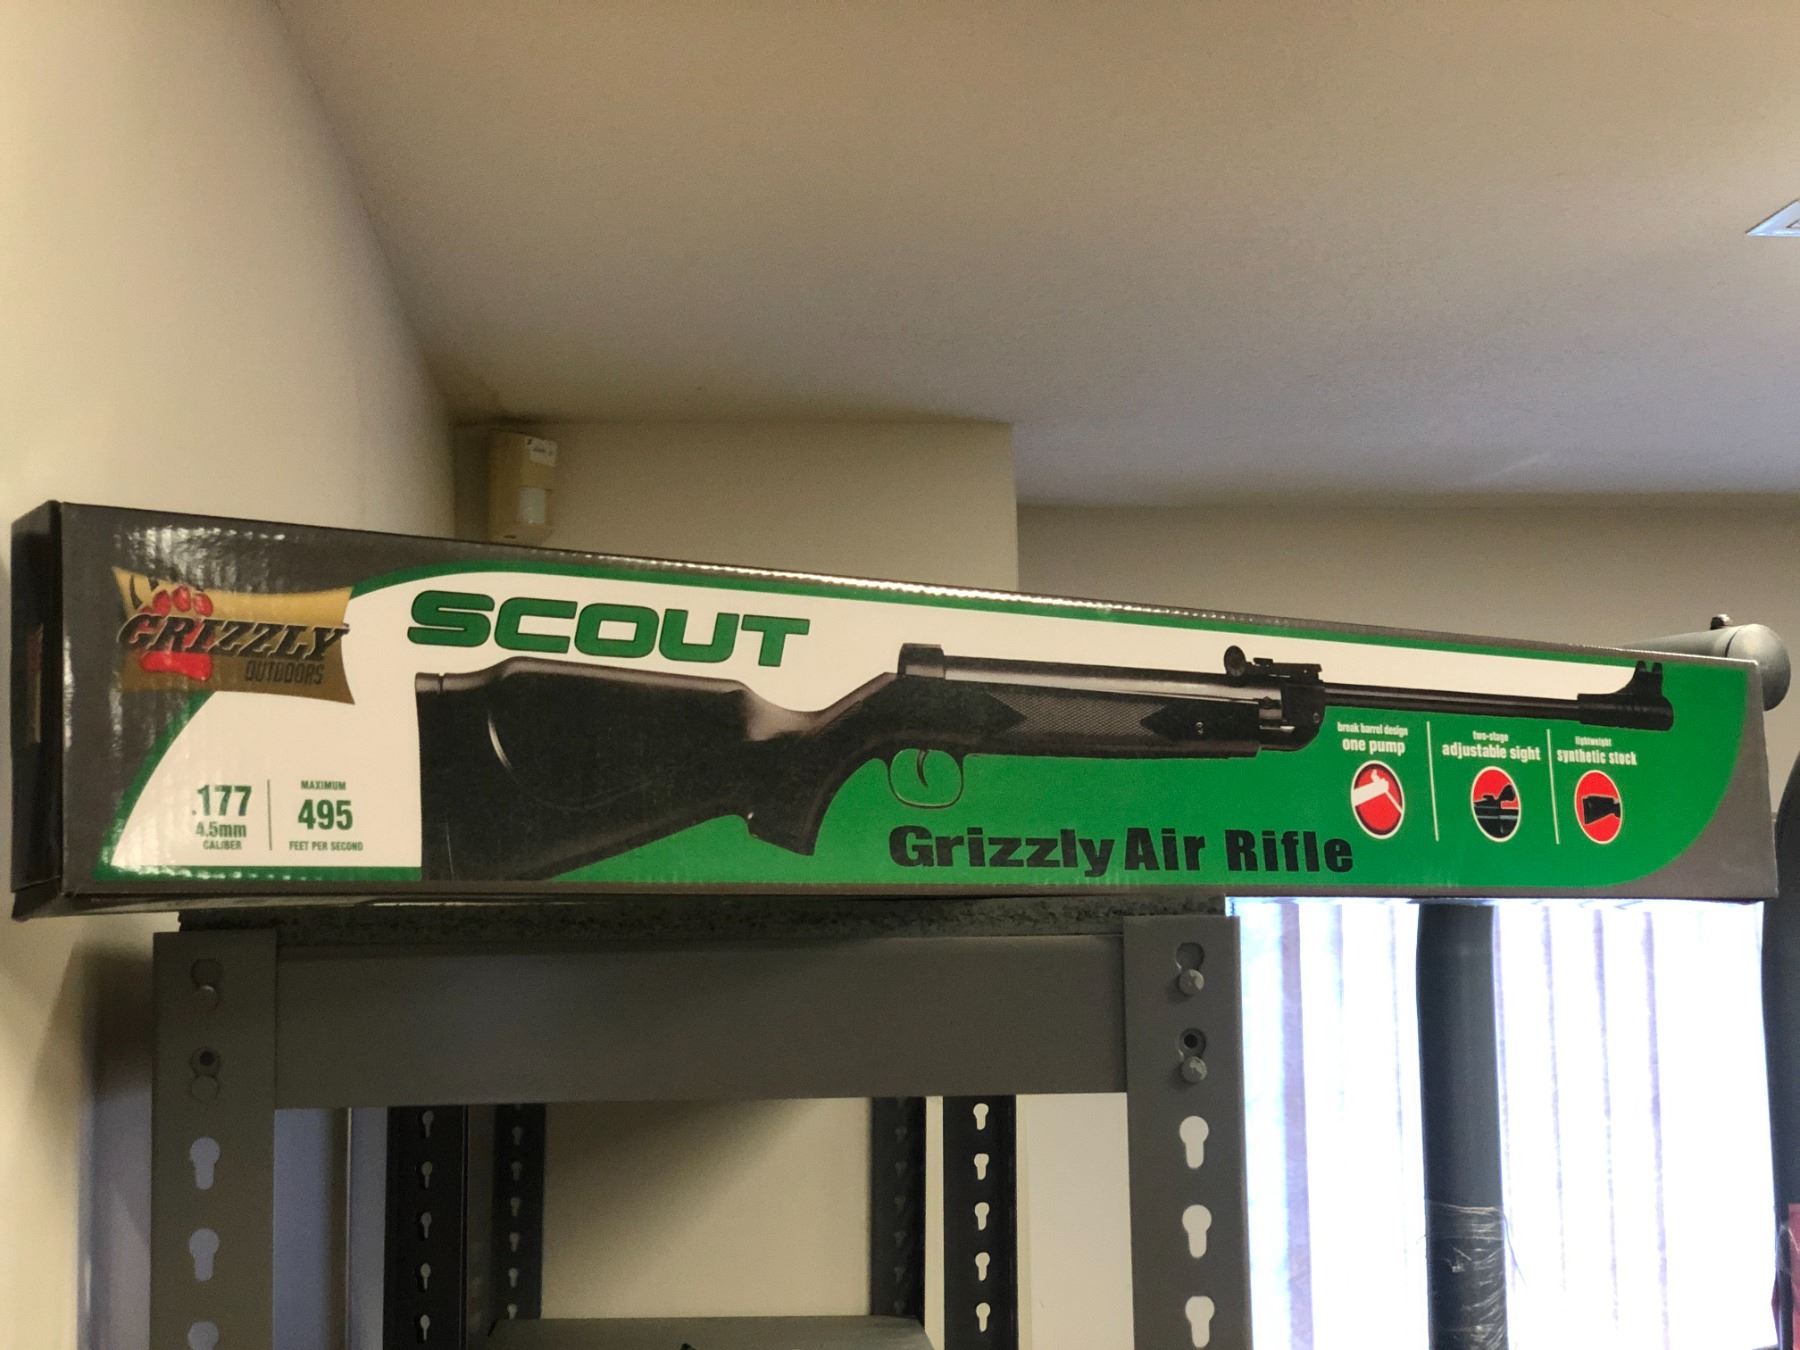 GRIZZLY
OUTDOORS
SCOUT
.177
4.5mm
CALIBER
MAXIMUM
495
FEET PER SECOND
break barrel design
one pump
two-stage
adjustable sight
lightweight
synthetic stock
Grizzly Air Rifle